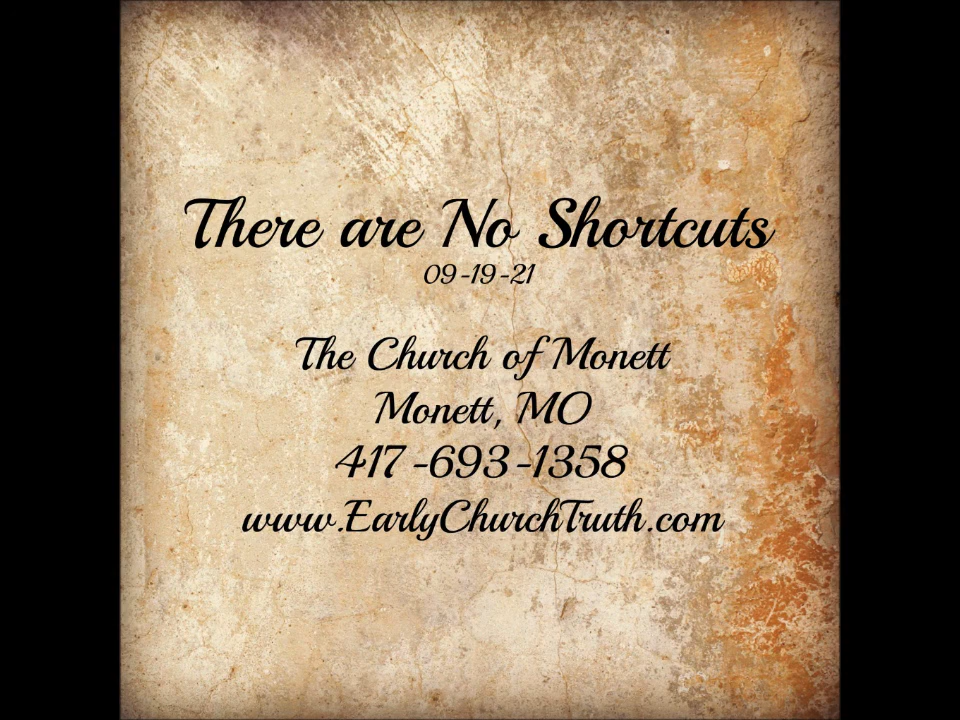 There are No Shortcuts
09-19-21
The Church of Monett
Monett, MO
417-693-1358
www.EarlyChurchTruth.com